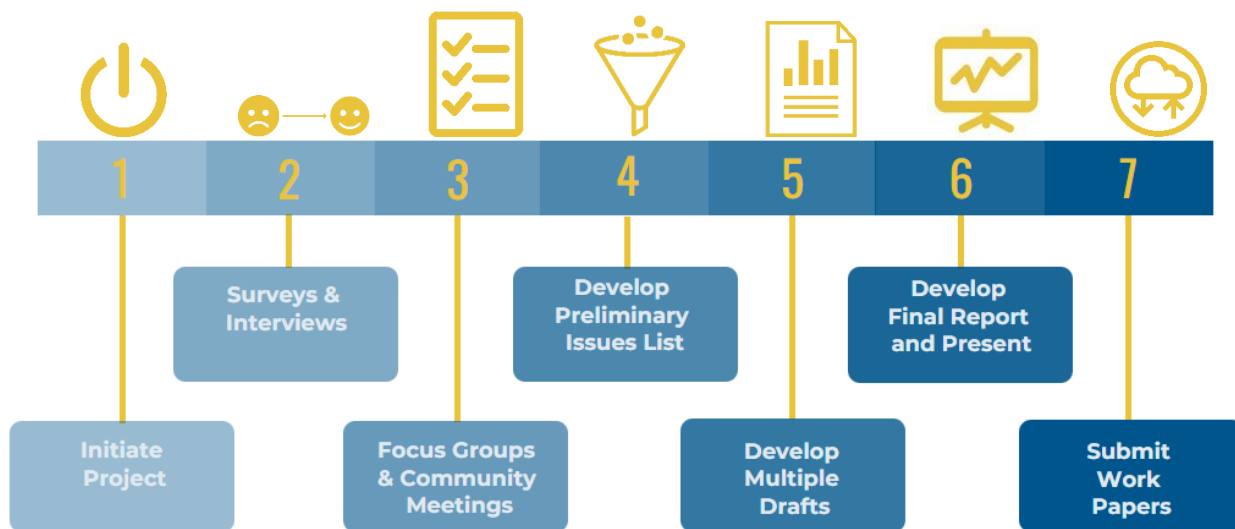 1 2 3 4 5 6 7
Surveys &
Interviews
Develop
Preliminary
Issues List
Develop
Final Report
and Present
Initiate
Project
Focus Groups
& Community
Meetings
Develop
Multiple
Drafts
Submit
Work
Papers